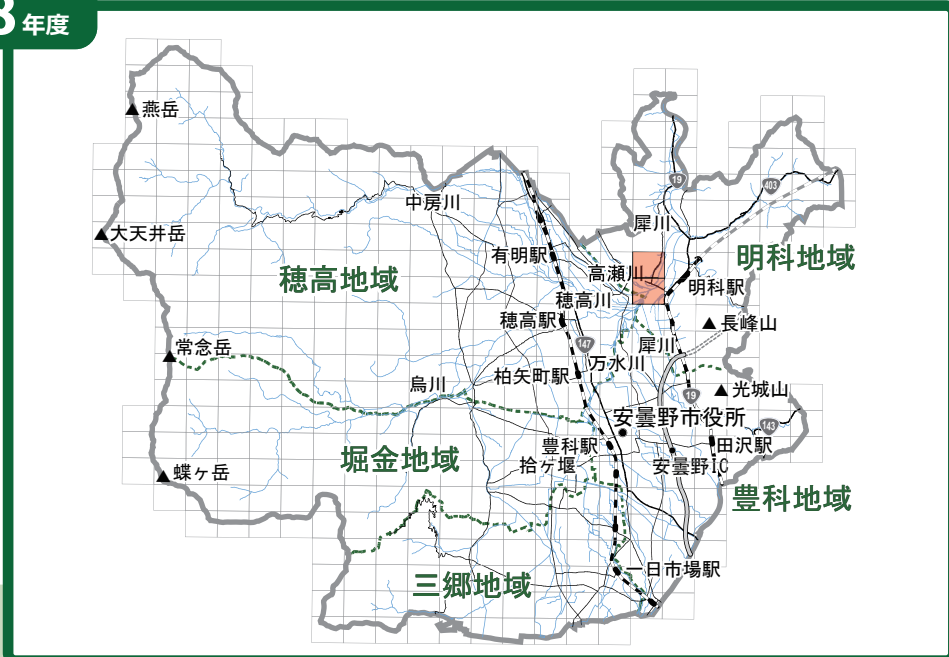 3年度
燕岳
19
403
中房川
犀川
大天井岳
有明駅
明科地域
穂高地域
高瀬川
明科駅
穂高川
穂高駅
長峰山
常念岳
147
犀川
万水川
柏矢町駅
烏川
19
光城山
安曇野市役所
143
豊科駅
田沢駅
堀金地域
拾ヶ堰
安曇野IC
蝶ヶ岳
豊科地域
一日市場駅
三郷地域